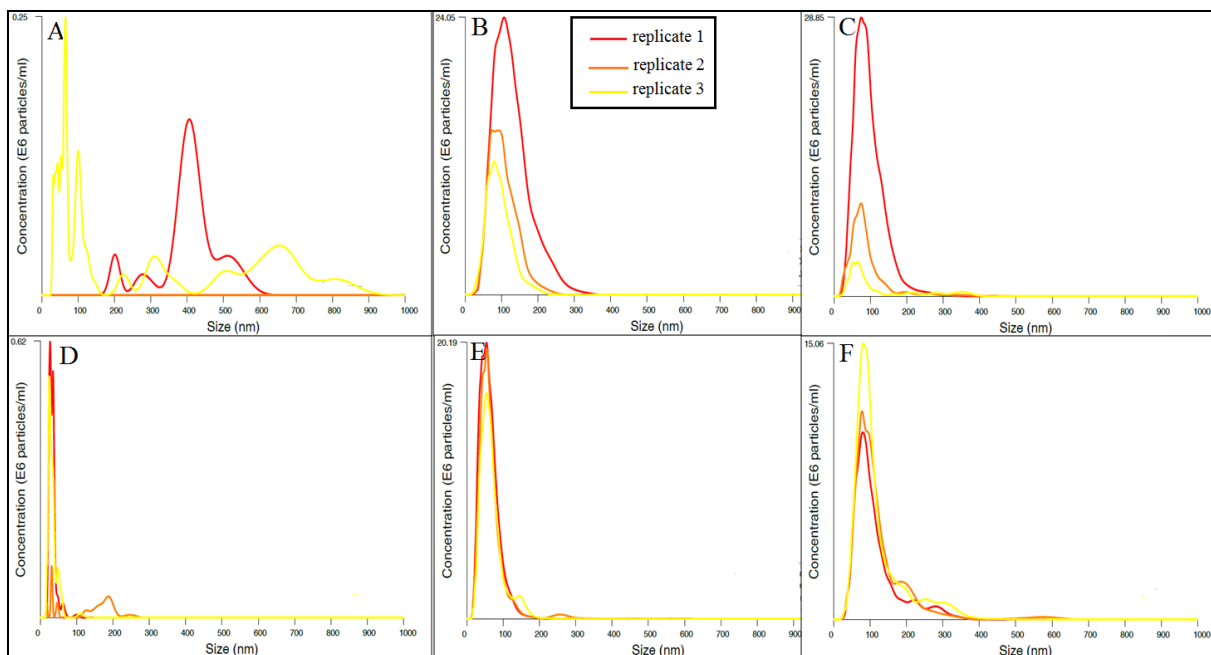 A
0.25
Concentration (E6 particles/ml)
0 100 200 300 400 500 600 700 800 900 1000
Size (nm)
B
24.05
Concentration (E6 particles/ml)
0 100 200 300 400 500 600 700 800 900
Size (nm)
replicate 1
replicate 2
replicate 3
C
28.85
Concentration (E6 particles/ml)
0 100 200 300 400 500 600 700 800 900 1000
Size (nm)
D
0.62
Concentration (E6 particles/ml)
0 100 200 300 400 500 600 700 800 900 1000
Size (nm)
E
20.19
Concentration (E6 particles/ml)
0 100 200 300 400 500 600 700 800 900
Size (nm)
F
15.06
Concentration (E6 particles/ml)
0 100 200 300 400 500 600 700 800 900 1000
Size (nm)